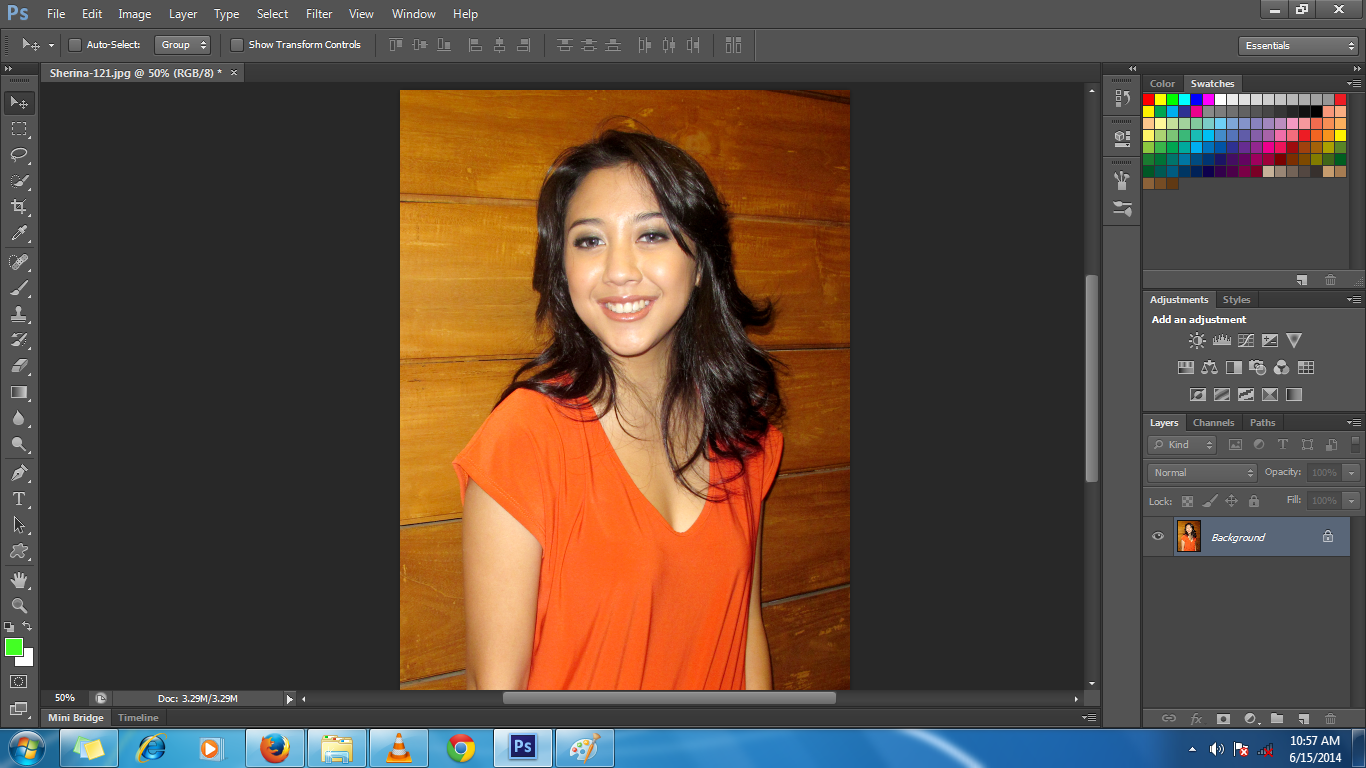 Ps File Edit Image Layer Type Select Filter View Window Help
Auto-Select: Group Show Transform Controls Essentials
Sherina-121.jpg @ 50% (RGB/8) * ×
Color Swatches
Adjustments Styles
Add an adjustment
Layers Channels Paths
Kind
Normal Opacity: 100%
Lock: Fill: 100%
Background
50% Doc: 3.29M/3.29M
Mini Bridge Timeline
Ps
10:57 AM
6/15/2014